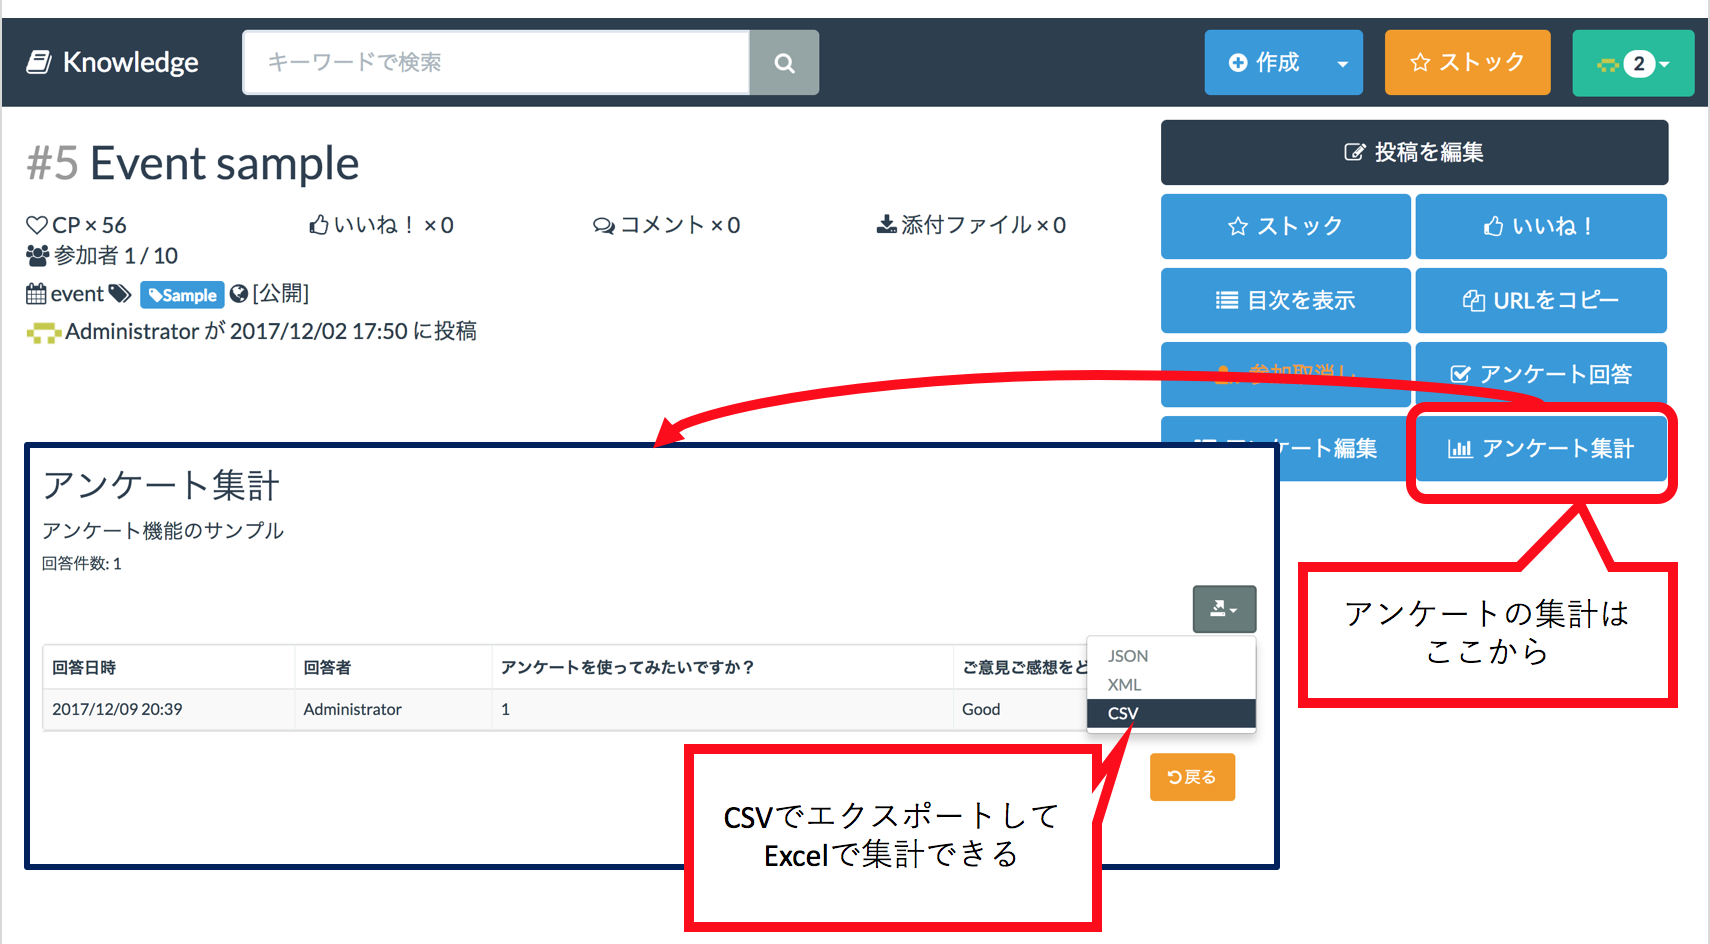 Knowledge
キーワードで検索
作成
ストック
2
#5 Event sample
CP × 56
いいね！ × 0
コメント × 0
添付ファイル × 0
参加者 1 / 10
event Sample [公開]
Administrator が 2017/12/02 17:50 に投稿
投稿を編集
ストック
いいね！
目次を表示
URLをコピー
参加取消し
アンケート回答
ケート編集
アンケート集計
アンケート集計
アンケート機能のサンプル
回答件数: 1
JSON
XML
CSV
回答日時 回答者 アンケートを使ってみたいですか？ ご意見ご感想をど
2017/12/09 20:39 Administrator 1 Good
戻る
アンケートの集計は
ここから
CSVでエクスポートして
Excelで集計できる